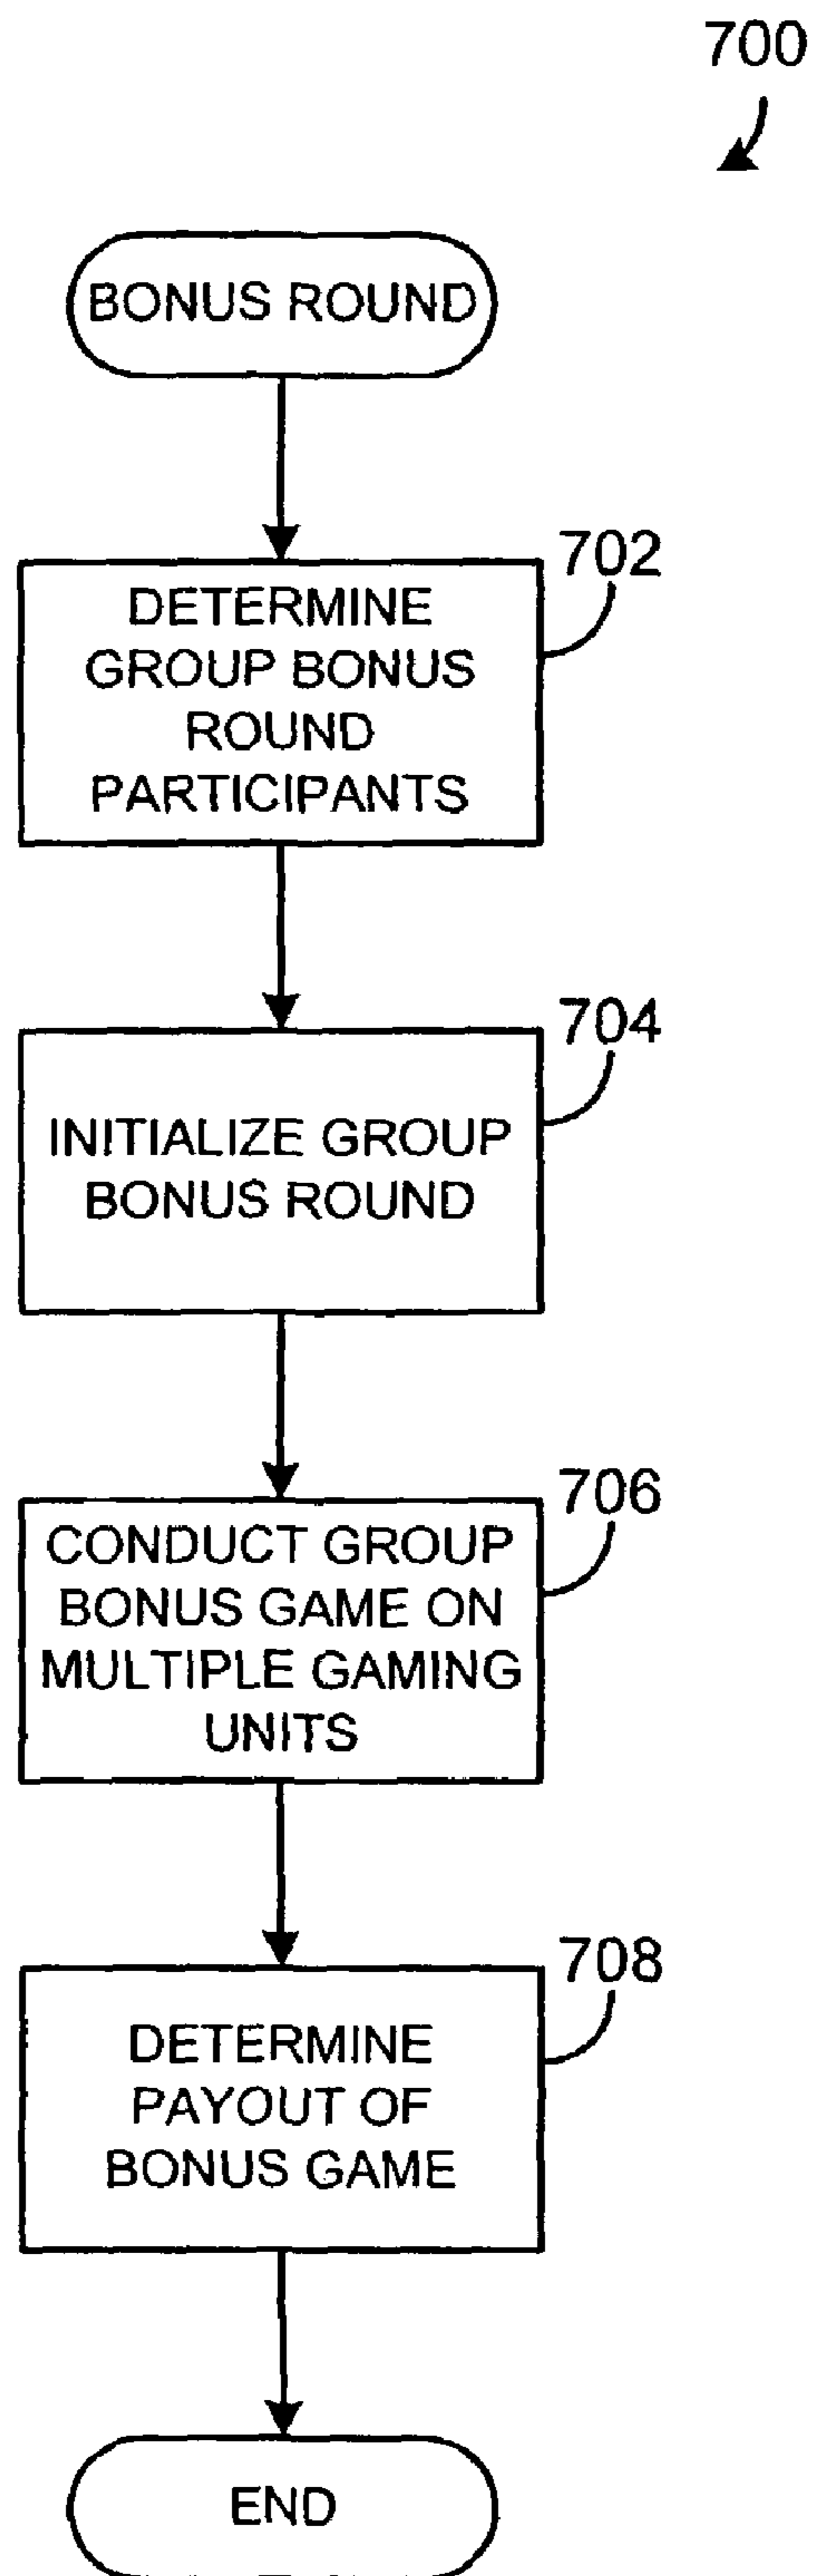 700
BONUS ROUND
702
DETERMINE
GROUP BONUS
ROUND
PARTICIPANTS
704
INITIALIZE GROUP
BONUS ROUND
706
CONDUCT GROUP
BONUS GAME ON
MULTIPLE GAMING
UNITS
708
DETERMINE
PAYOUT OF
BONUS GAME
END